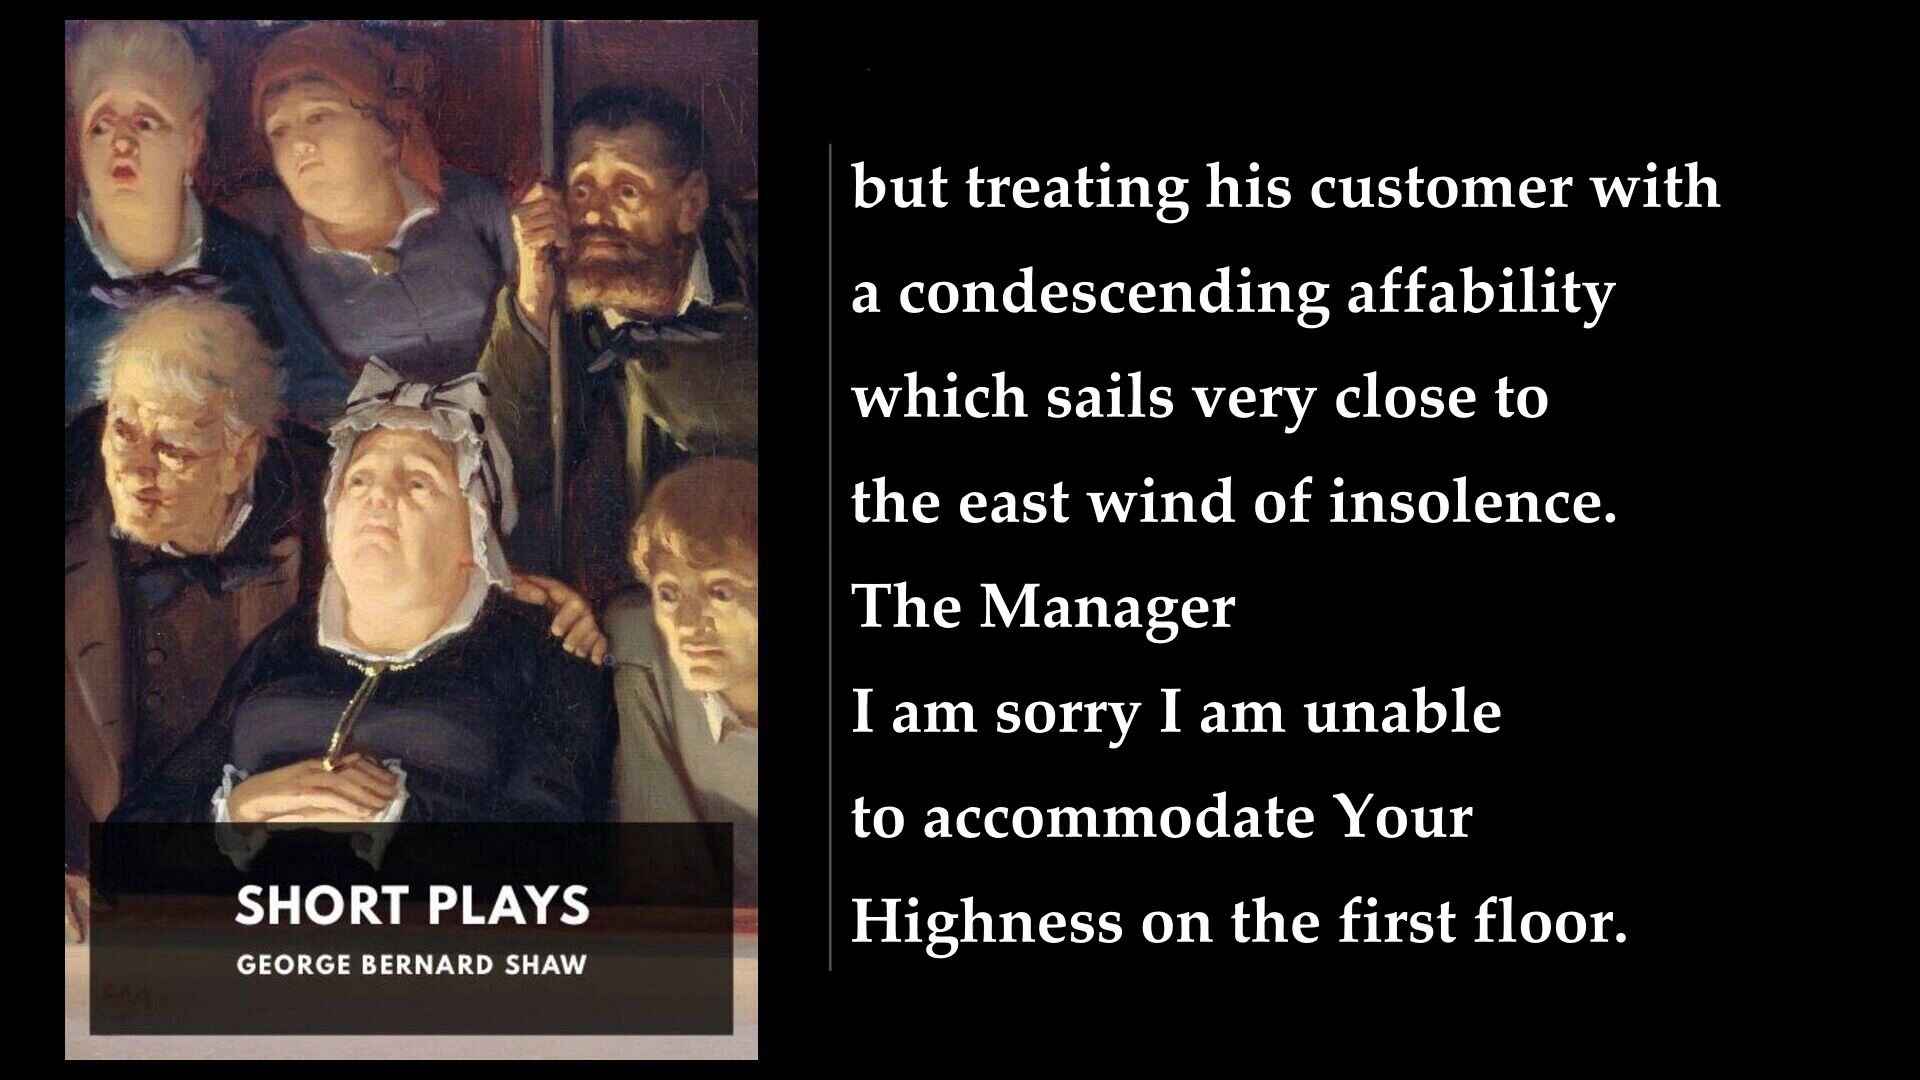 but treating his customer with
a condescending affability
which sails very close to
the east wind of insolence.
The Manager
I am sorry I am unable
to accommodate Your
Highness on the first floor.
SHORT PLAYS
GEORGE BERNARD SHAW